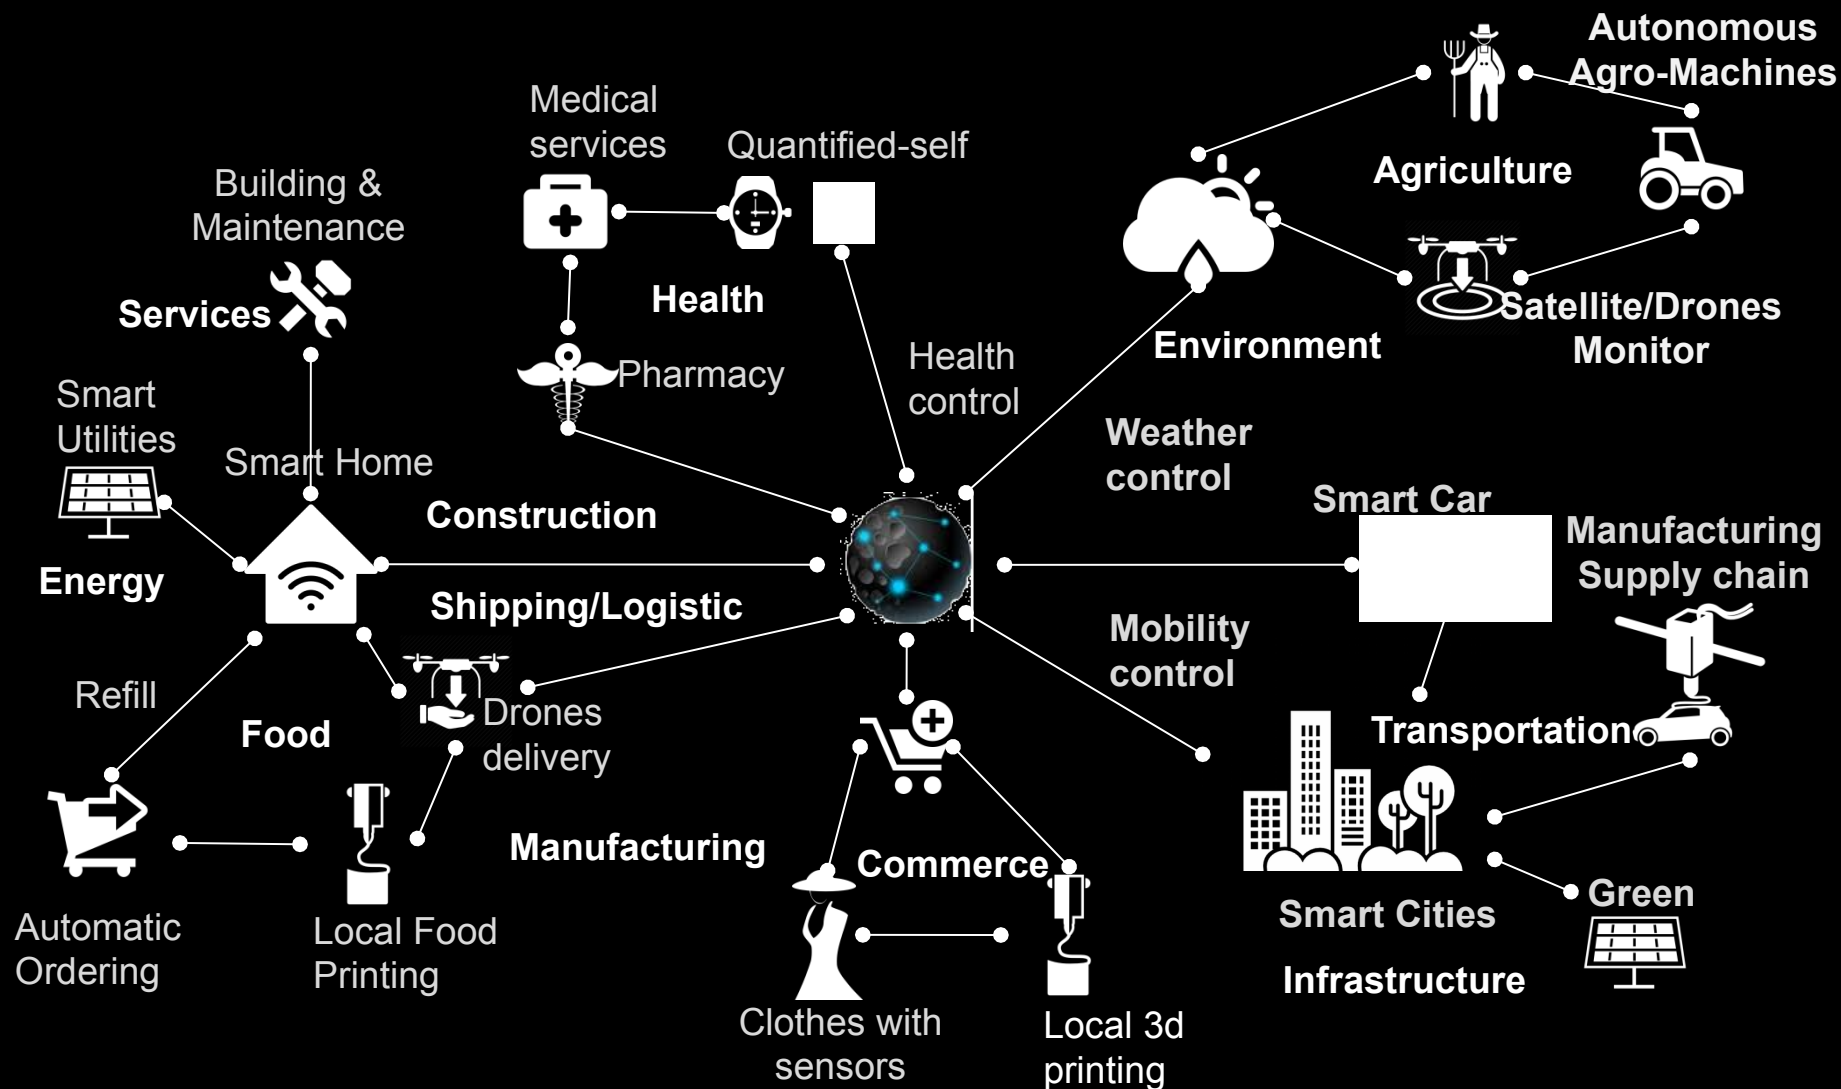 Autonomous
Agro-Machines
Medical
services
Quantified-self
Agriculture
Building &
Maintenance
Services
Health
Satellite/Drones
Monitor
Environment
Health
control
Pharmacy
Smart
Utilities
Smart Home
Weather
control
Construction
Smart Car
Manufacturing
Supply chain
Energy
Shipping/Logistic
Mobility
control
Refill
Food
Drones
delivery
Transportation
Manufacturing
Commerce
Smart Cities
Green
Automatic
Ordering
Local Food
Printing
Infrastructure
Clothes with
sensors
Local 3d
printing